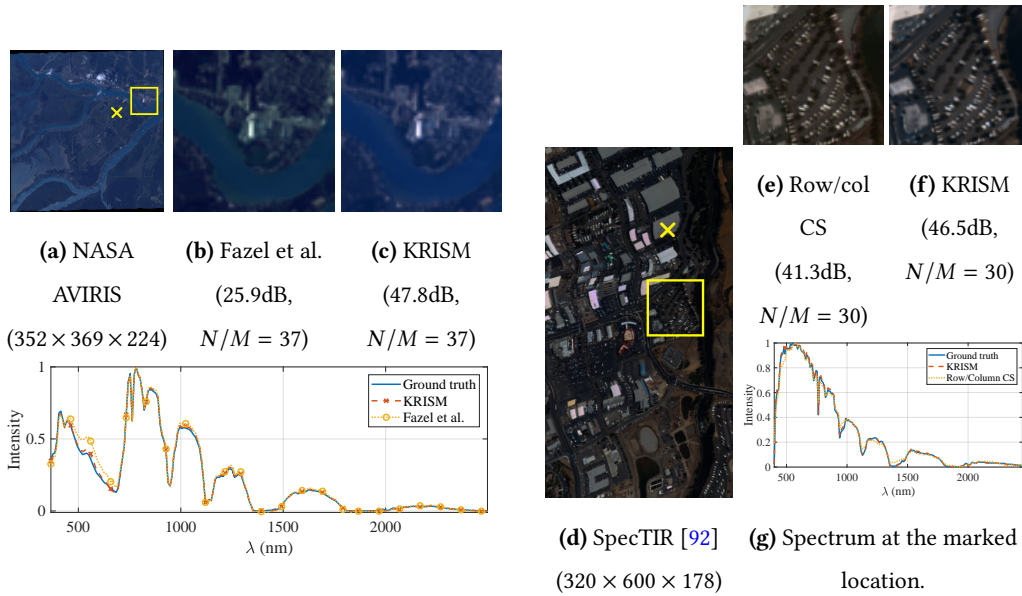 (a) NASA
AVIRIS
(352 × 369 × 224)
(b) Fazel et al.
(25.9dB,
N/M = 37)
(c) KRISM
(47.8dB,
N/M = 37)
Intensity
1
0.5
0
500
1000
1500
2000
λ (nm)
Ground truth
KRISM
Fazel et al.
(d) SpecTIR [92]
(320 × 600 × 178)
(e) Row/col
CS
(41.3dB,
N/M = 30)
(f) KRISM
(46.5dB,
N/M = 30)
Intensity
1
0.8
0.6
0.4
0.2
0
500
1000
1500
2000
λ (nm)
Ground truth
KRISM
Row/Column CS
(g) Spectrum at the marked
location.